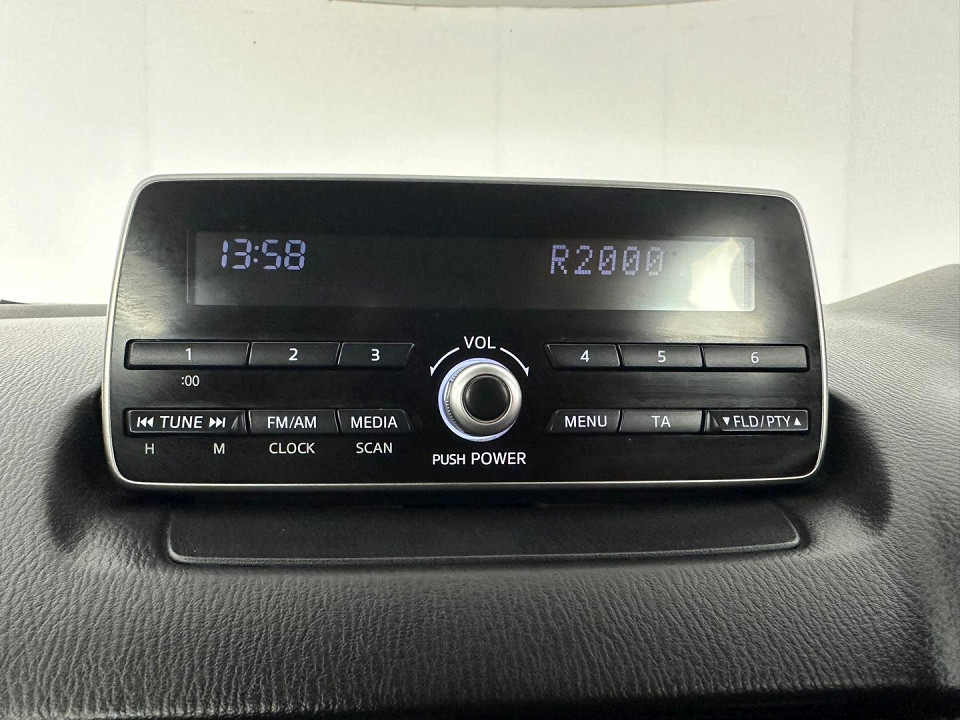 13:58 R2000
VOL
1 2 3 4 5 6
:00
TUNE FM/AM MEDIA MENU TA ▼FLD/PTY▲
H M CLOCK SCAN
PUSH POWER